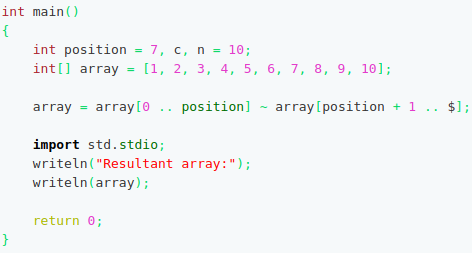 int main()
{
    int position = 7, c, n = 10;
    int[] array = [1, 2, 3, 4, 5, 6, 7, 8, 9, 10];

    array = array[0 .. position] ~ array[position + 1 .. $];

    import std.stdio;
    writeln("Resultant array:");
    writeln(array);

    return 0;
}